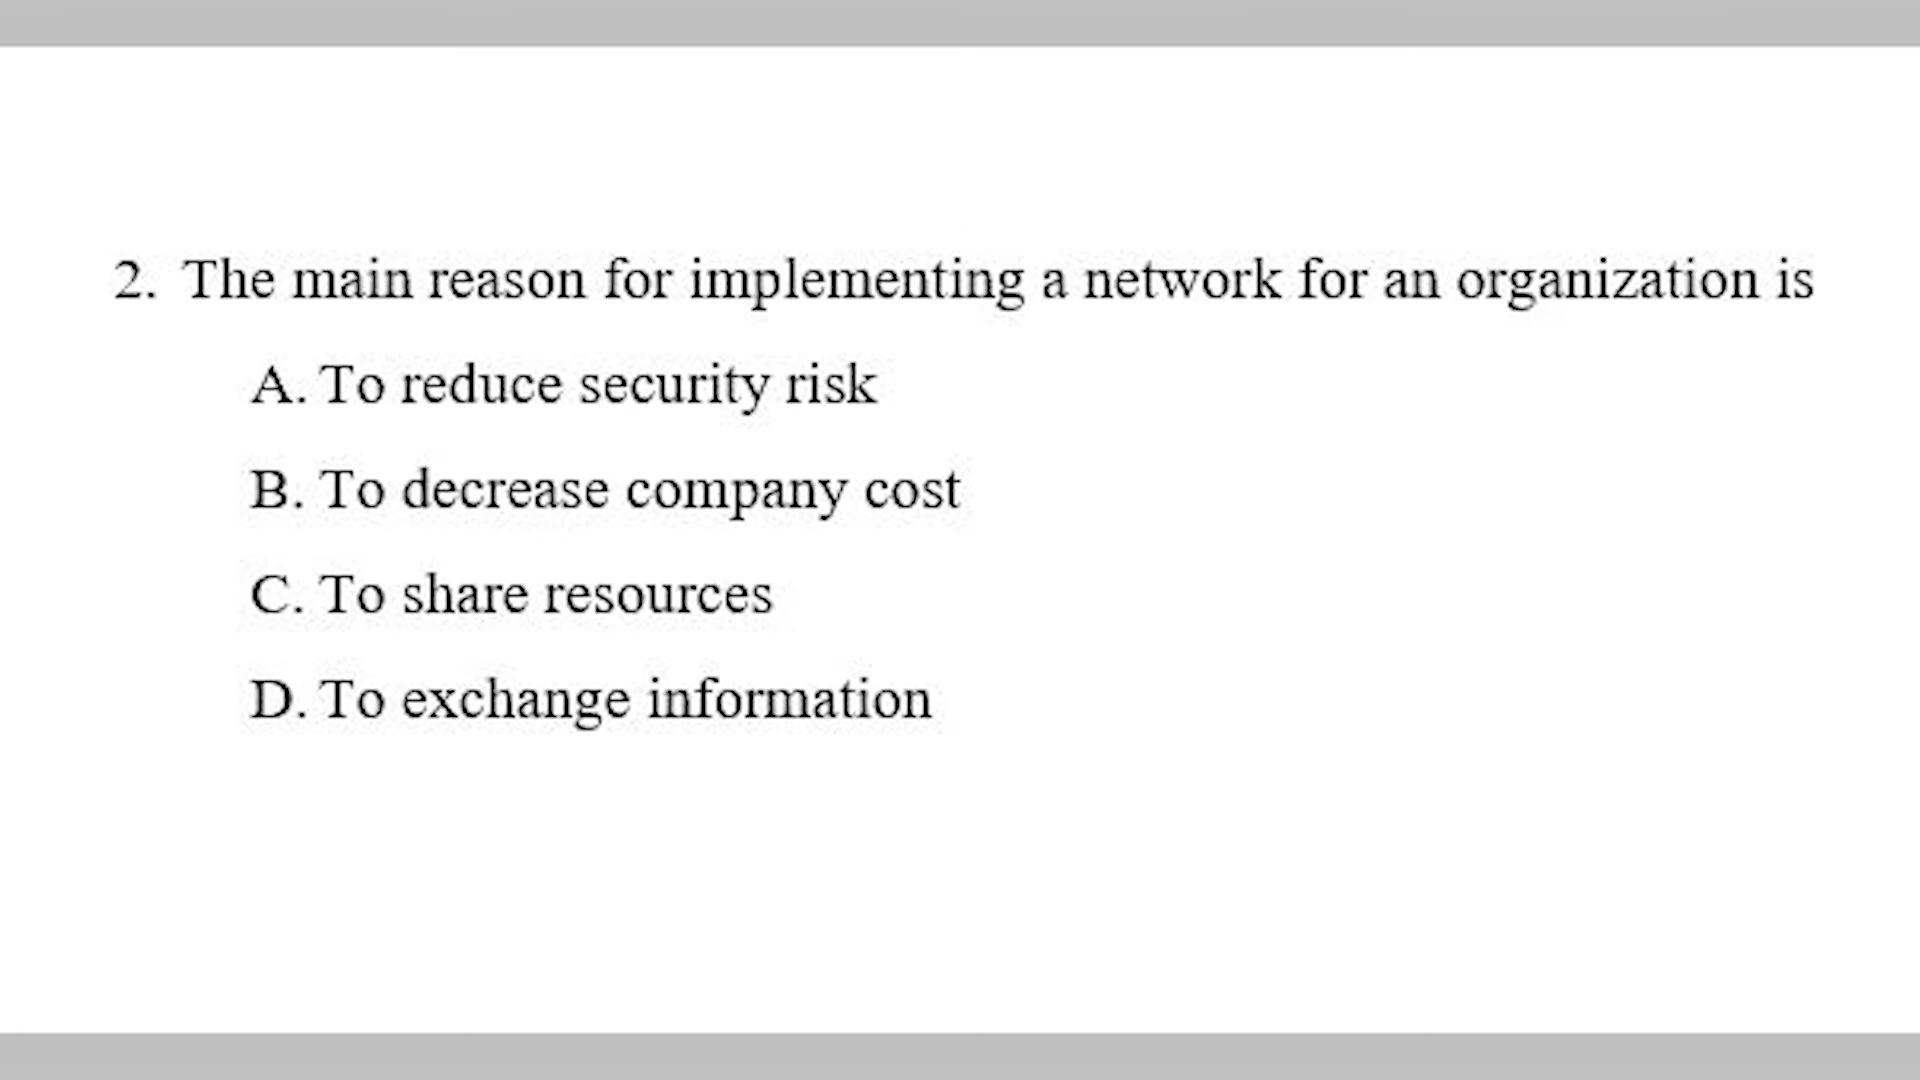 2. The main reason for implementing a network for an organization is
A. To reduce security risk
B. To decrease company cost
C. To share resources
D. To exchange information